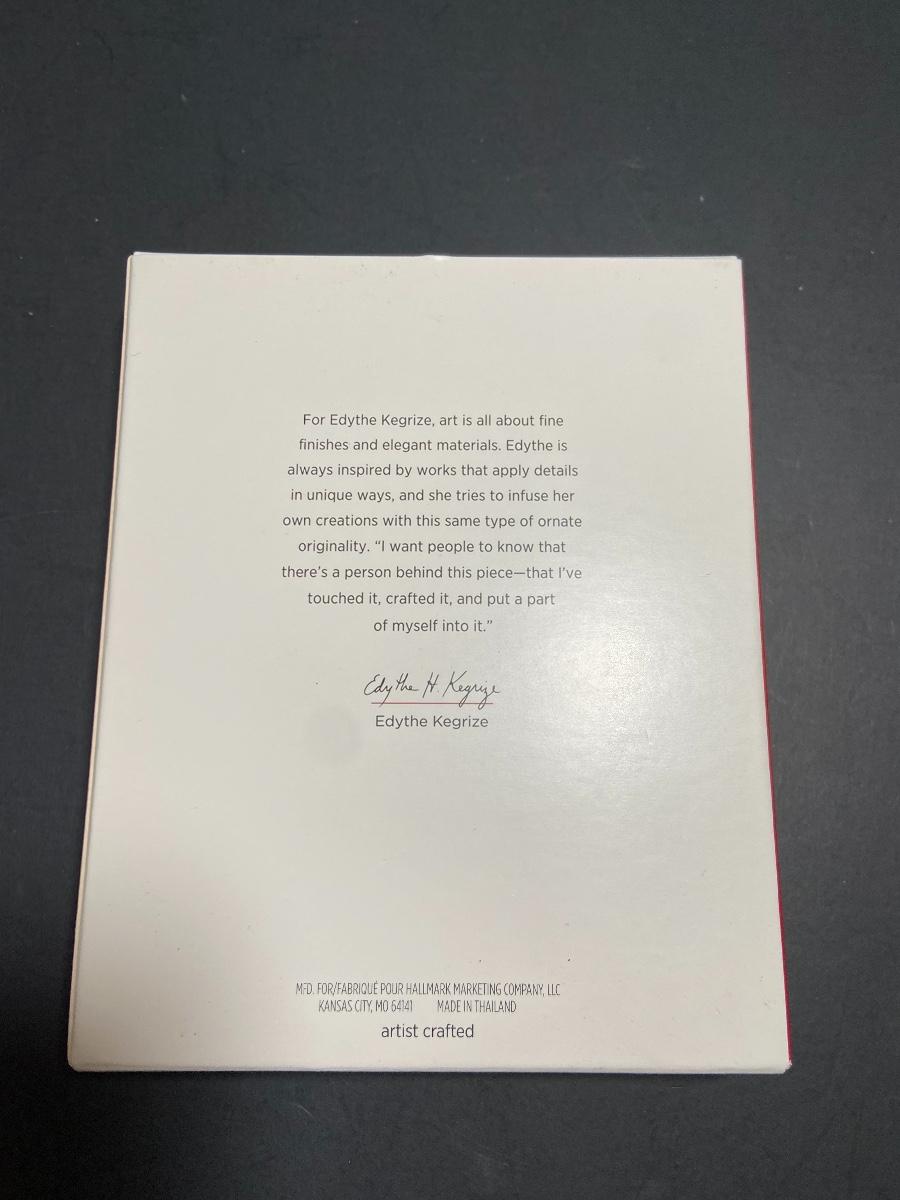 For Edythe Kegrize, art is all about fine
finishes and elegant materials. Edythe is
always inspired by works that apply details
in unique ways, and she tries to infuse her
own creations with this same type of ornate
originality. “I want people to know that
there’s a person behind this piece—that I’ve
touched it, crafted it, and put a part
of myself into it.”
Edythe H. Kegrize
Edythe Kegrize
MFD. FOR/FABRIQUÉ POUR HALLMARK MARKETING COMPANY, LLC
KANSAS CITY, MO 64141 MADE IN THAILAND
artist crafted